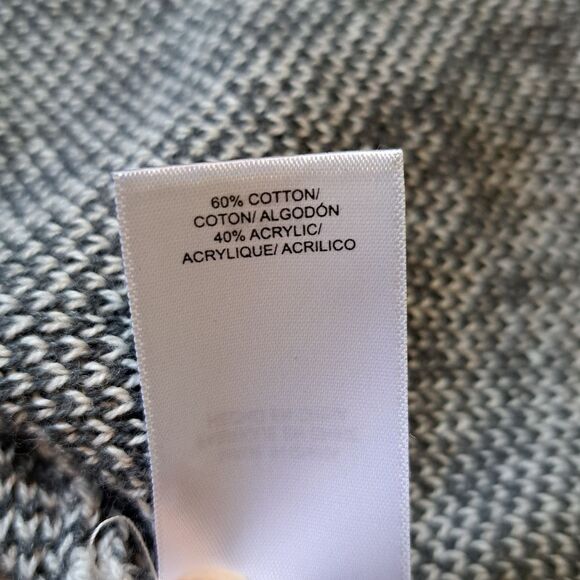 60% COTTON/
COTON/ ALGODÓN
40% ACRYLIC/
ACRYLIQUE/ ACRILICO